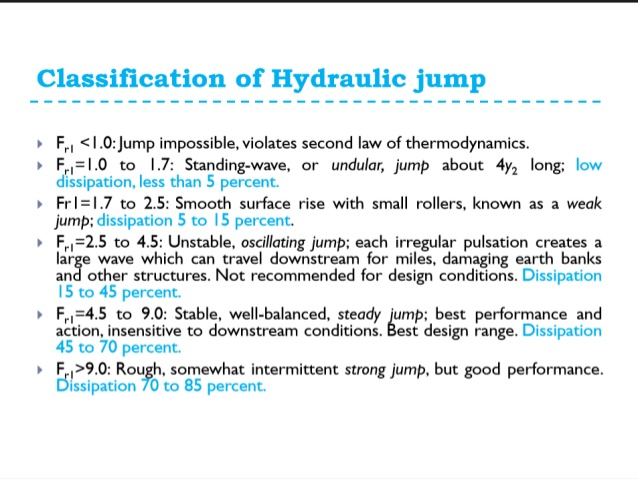 Classification of Hydraulic jump
Fr1 <1.0: Jump impossible, violates second law of thermodynamics.
Fr1=1.0 to 1.7: Standing-wave, or undular, jump about 4y2 long; low
dissipation, less than 5 percent.
Fr1=1.7 to 2.5: Smooth surface rise with small rollers, known as a weak
jump; dissipation 5 to 15 percent.
Fr1=2.5 to 4.5: Unstable, oscillating jump; each irregular pulsation creates a
large wave which can travel downstream for miles, damaging earth banks
and other structures. Not recommended for design conditions. Dissipation
15 to 45 percent.
Fr1=4.5 to 9.0: Stable, well-balanced, steady jump; best performance and
action, insensitive to downstream conditions. Best design range. Dissipation
45 to 70 percent.
Fr1>9.0: Rough, somewhat intermittent strong jump, but good performance.
Dissipation 70 to 85 percent.